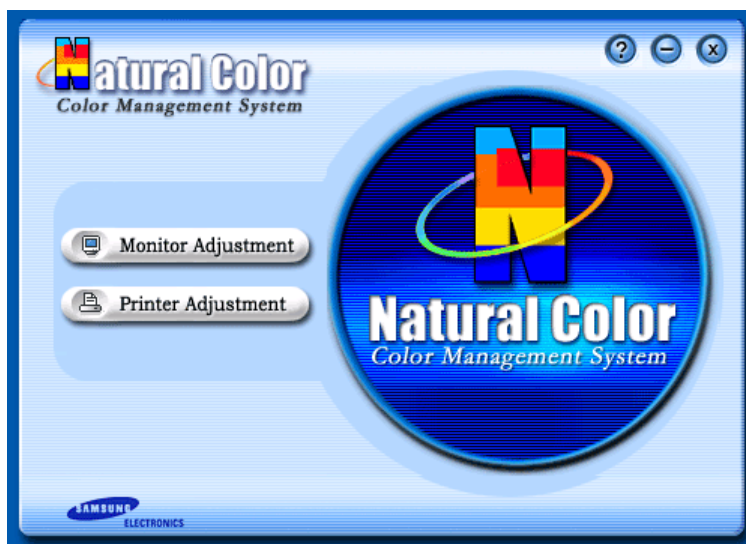 Natural Color
Color Management System
? – x
Monitor Adjustment
Printer Adjustment
N
Natural Color
Color Management System
SAMSUNG
ELECTRONICS